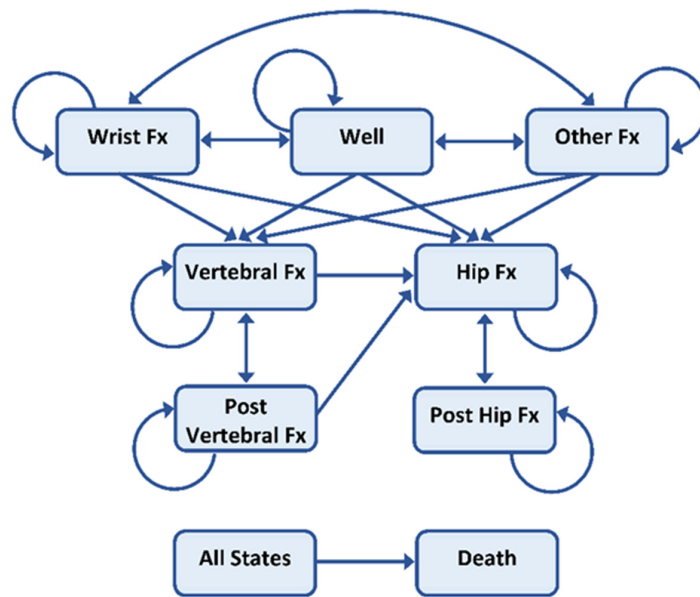 Wrist Fx
Well
Other Fx
Vertebral Fx
Hip Fx
Post
Vertebral Fx
Post Hip Fx
All States
Death